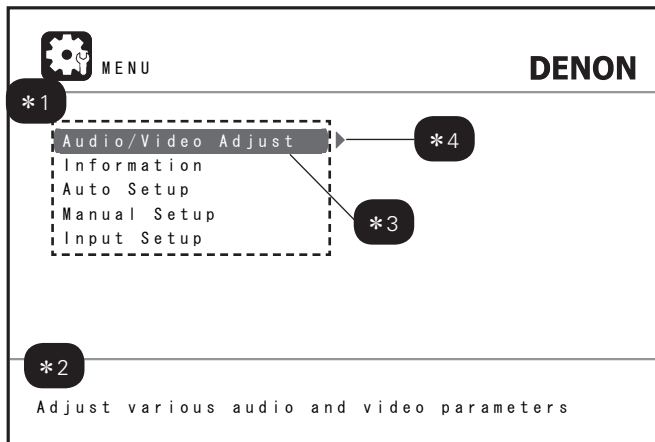 MENU
DENON
*1
Audio/Video Adjust
*4
Information
Auto Setup
Manual Setup
*3
Input Setup
*2
Adjust various audio and video parameters